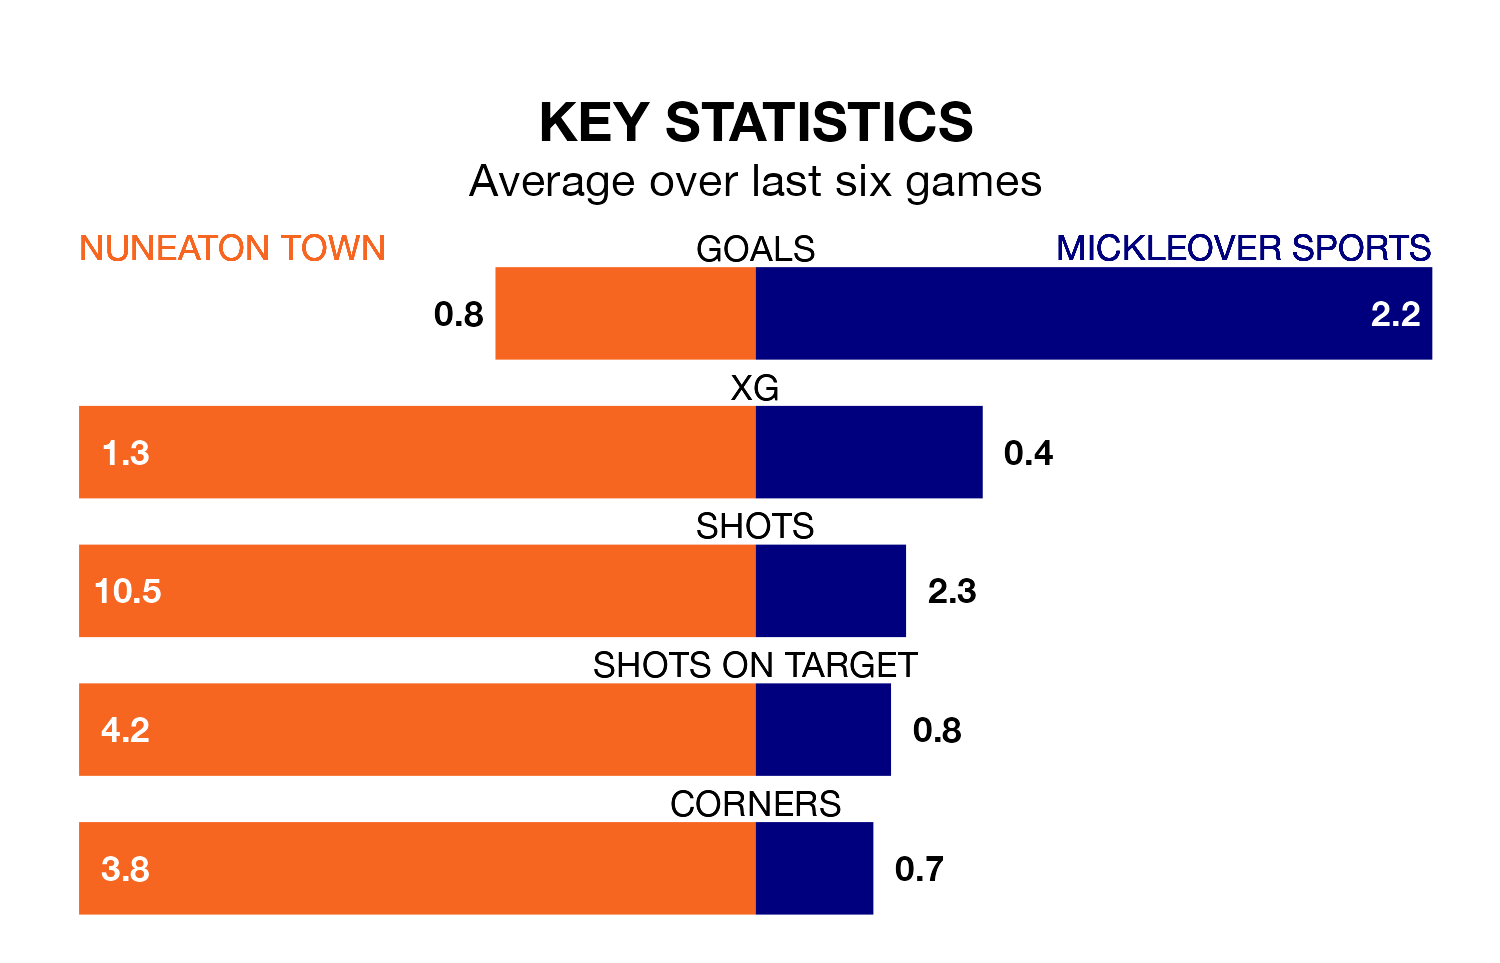 KEY STATISTICS
Average over last six games
NUNEATON TOWN GOALS MICKLEOVER SPORTS
0.8 2.2
XG
1.3 0.4
SHOTS
10.5 2.3
SHOTS ON TARGET
4.2 0.8
CORNERS
3.8 0.7